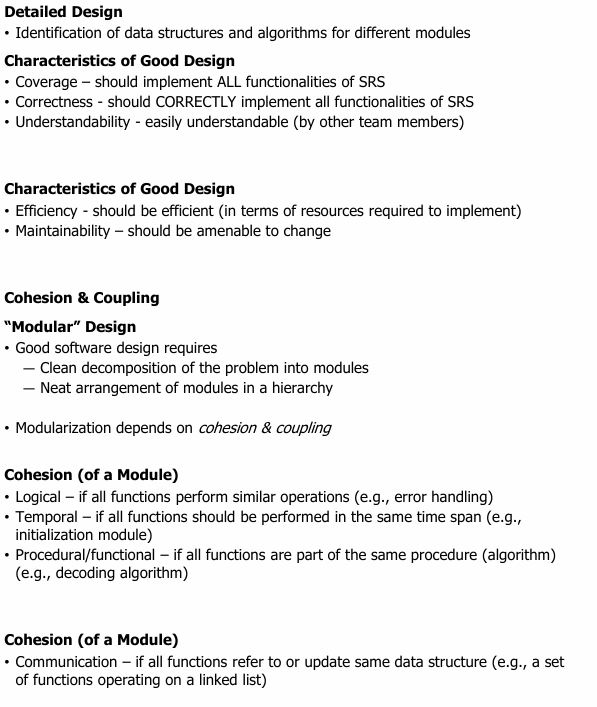 Detailed Design
• Identification of data structures and algorithms for different modules
Characteristics of Good Design
• Coverage – should implement ALL functionalities of SRS
• Correctness - should CORRECTLY implement all functionalities of SRS
• Understandability - easily understandable (by other team members)
Characteristics of Good Design
• Efficiency - should be efficient (in terms of resources required to implement)
• Maintainability – should be amenable to change
Cohesion & Coupling
“Modular” Design
• Good software design requires
— Clean decomposition of the problem into modules
— Neat arrangement of modules in a hierarchy
• Modularization depends on cohesion & coupling
Cohesion (of a Module)
• Logical – if all functions perform similar operations (e.g., error handling)
• Temporal – if all functions should be performed in the same time span (e.g.,
initialization module)
• Procedural/functional – if all functions are part of the same procedure (algorithm)
(e.g., decoding algorithm)
Cohesion (of a Module)
• Communication – if all functions refer to or update same data structure (e.g., a set
of functions operating on a linked list)